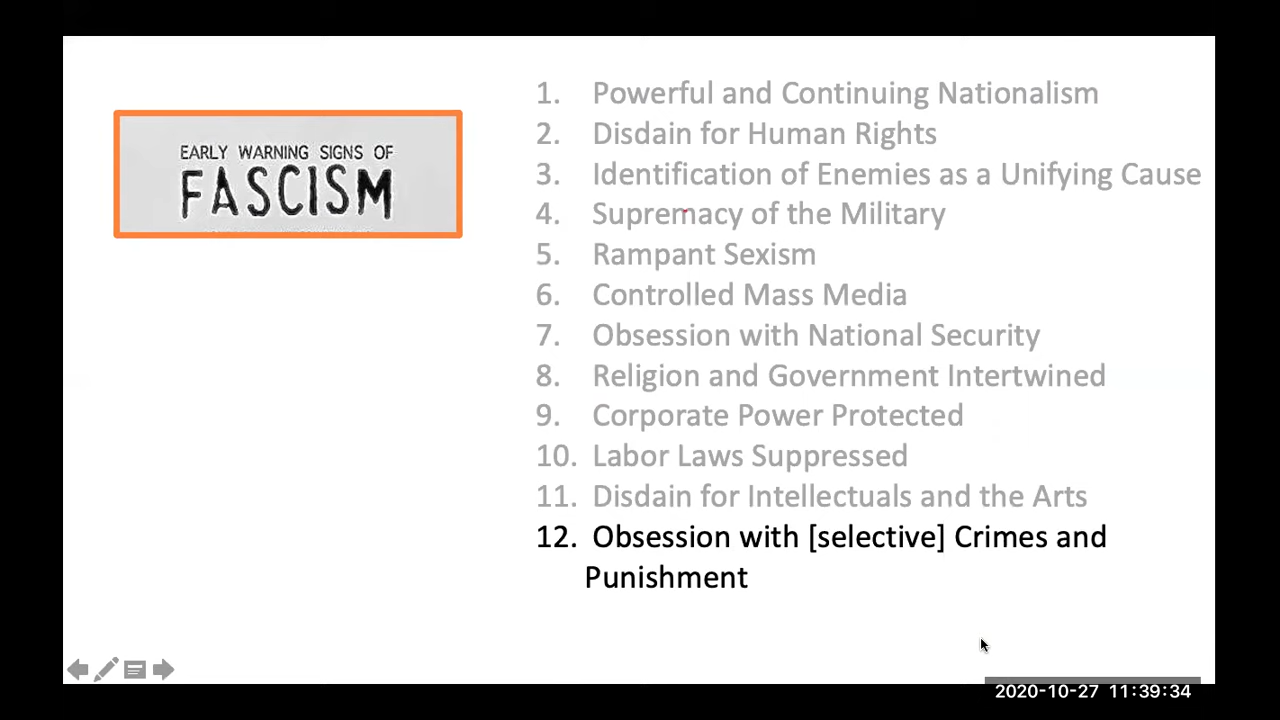 EARLY WARNING SIGNS OF
FASCISM
1. Powerful and Continuing Nationalism
2. Disdain for Human Rights
3. Identification of Enemies as a Unifying Cause
4. Supremacy of the Military
5. Rampant Sexism
6. Controlled Mass Media
7. Obsession with National Security
8. Religion and Government Intertwined
9. Corporate Power Protected
10. Labor Laws Suppressed
11. Disdain for Intellectuals and the Arts
12. Obsession with [selective] Crimes and
Punishment
2020-10-27 11:39:34